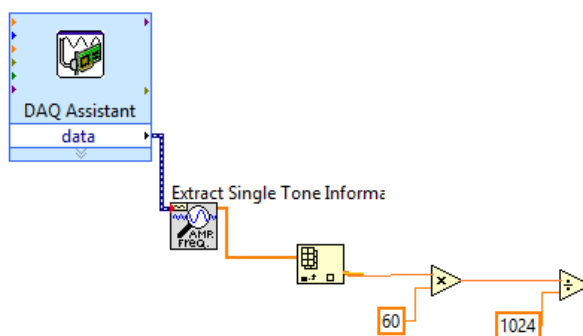 DAQ Assistant
data
Extract Single Tone Informa
AMP
FREQ.
60
1024